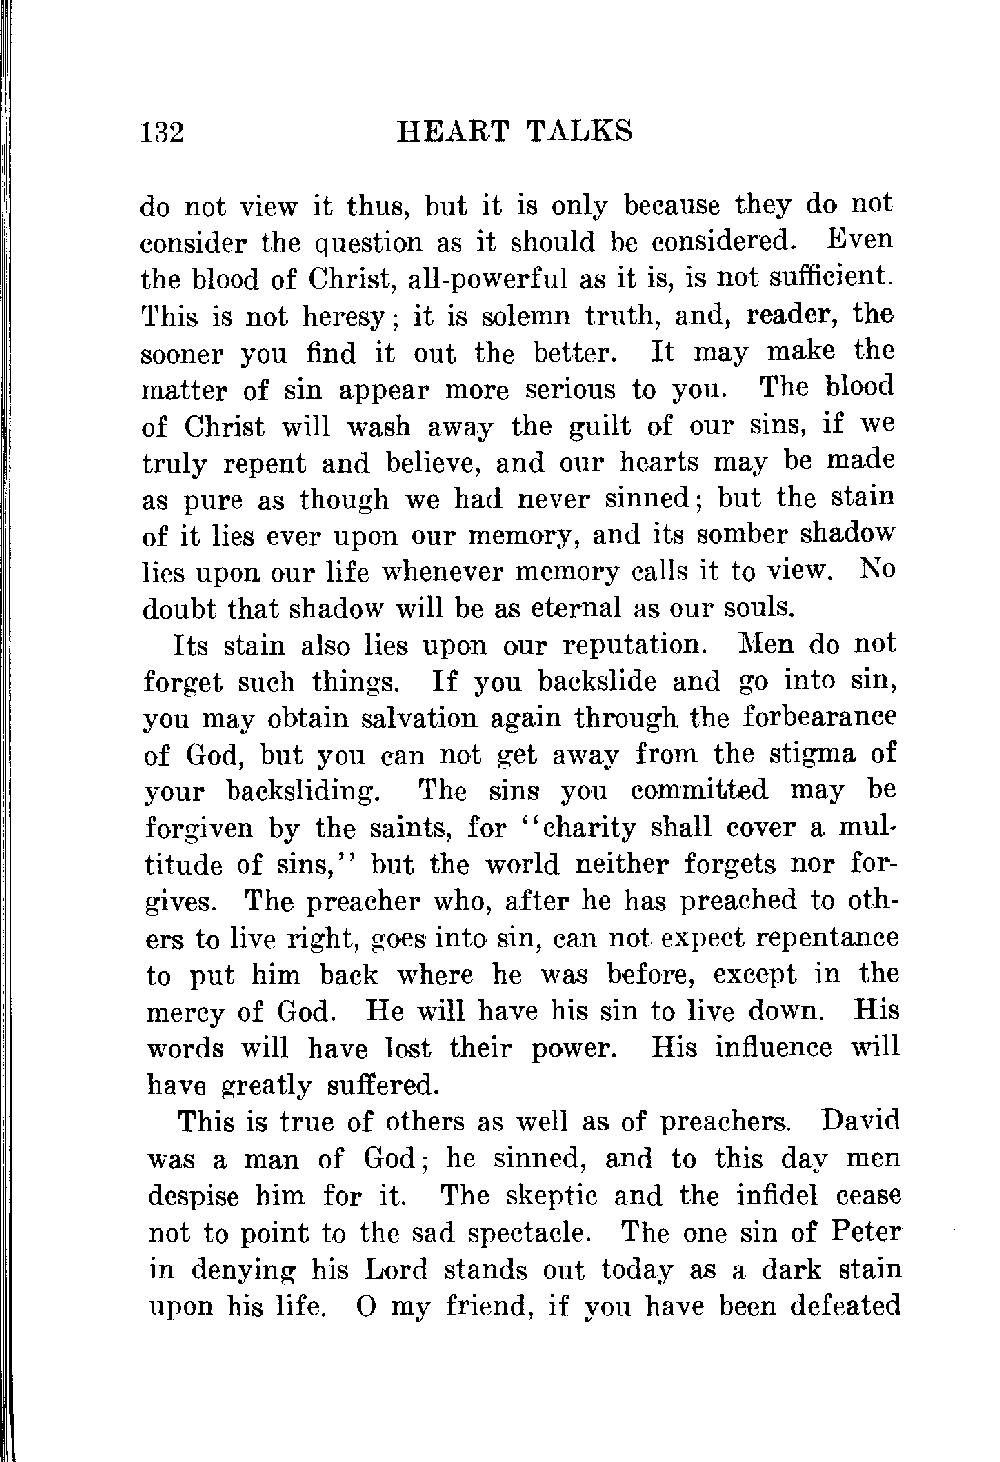 132 HEART TALKS
do not view it thus, but it is only because they do not
consider the question as it should be considered. Even
the blood of Christ, all-powerful as it is, is not sufficient.
This is not heresy; it is solemn truth, and, reader, the
sooner you find it out the better. It may make the
matter of sin appear more serious to you. The blood
of Christ will wash away the guilt of our sins, if we
truly repent and believe, and our hearts may be made
as pure as though we had never sinned; but the stain
of it lies ever upon our memory, and its somber shadow
lies upon our life whenever memory calls it to view. No
doubt that shadow will be as eternal as our souls.
Its stain also lies upon our reputation. Men do not
forget such things. If you backslide and go into sin,
you may obtain salvation again through the forbearance
of God, but you can not get away from the stigma of
your backsliding. The sins you committed may be
forgiven by the saints, for "charity shall cover a mul-
titude of sins," but the world neither forgets nor for-
gives. The preacher who, after he has preached to oth-
ers to live right, goes into sin, can not expect repentance
to put him back where he was before, except in the
mercy of God. He will have his sin to live down. His
words will have lost their power. His influence will
have greatly suffered.
This is true of others as well as of preachers. David
was a man of God; he sinned, and to this day men
despise him for it. The skeptic and the infidel cease
not to point to the sad spectacle. The one sin of Peter
in denying his Lord stands out today as a dark stain
upon his life. O my friend, if you have been defeated